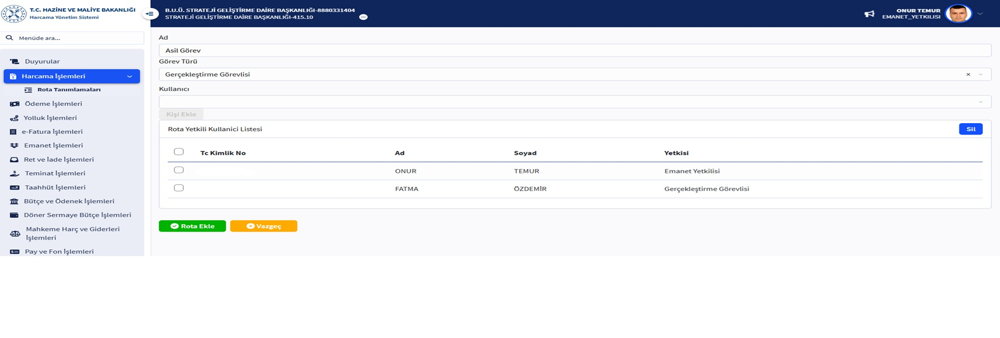 T.C. HAZİNE VE MALİYE BAKANLIĞI
Harcama Yönetim Sistemi
B.U.Ü. STRATEJİ GELİŞTİRME DAİRE BAŞKANLIĞI-8880331404
STRATEJİ GELİŞTİRME DAİRE BAŞKANLIĞI-415.10
ONUR TEMUR
EMANET_YETKILISI
Menüde ara...
Duyurular
Harcama İşlemleri
Rota Tanımlamaları
Ödeme İşlemleri
Yolluk İşlemleri
e-Fatura İşlemleri
Emanet İşlemleri
Ret ve İade İşlemleri
Teminat İşlemleri
Taahhüt İşlemleri
Bütçe ve Ödenek İşlemleri
Döner Sermaye Bütçe İşlemleri
Mahkeme Harç ve Giderleri
İşlemleri
Pay ve Fon İşlemleri
Ad
Asil Görev
Görev Türü
Gerçekleştirme Görevlisi
Kullanıcı
Kişi Ekle
Rota Yetkili Kullanici Listesi
Sil
Tc Kimlik No Ad Soyad Yetkisi
ONUR TEMUR Emanet Yetkilisi
FATMA ÖZDEMİR Gerçekleştirme Görevlisi
Rota Ekle
Vazgeç